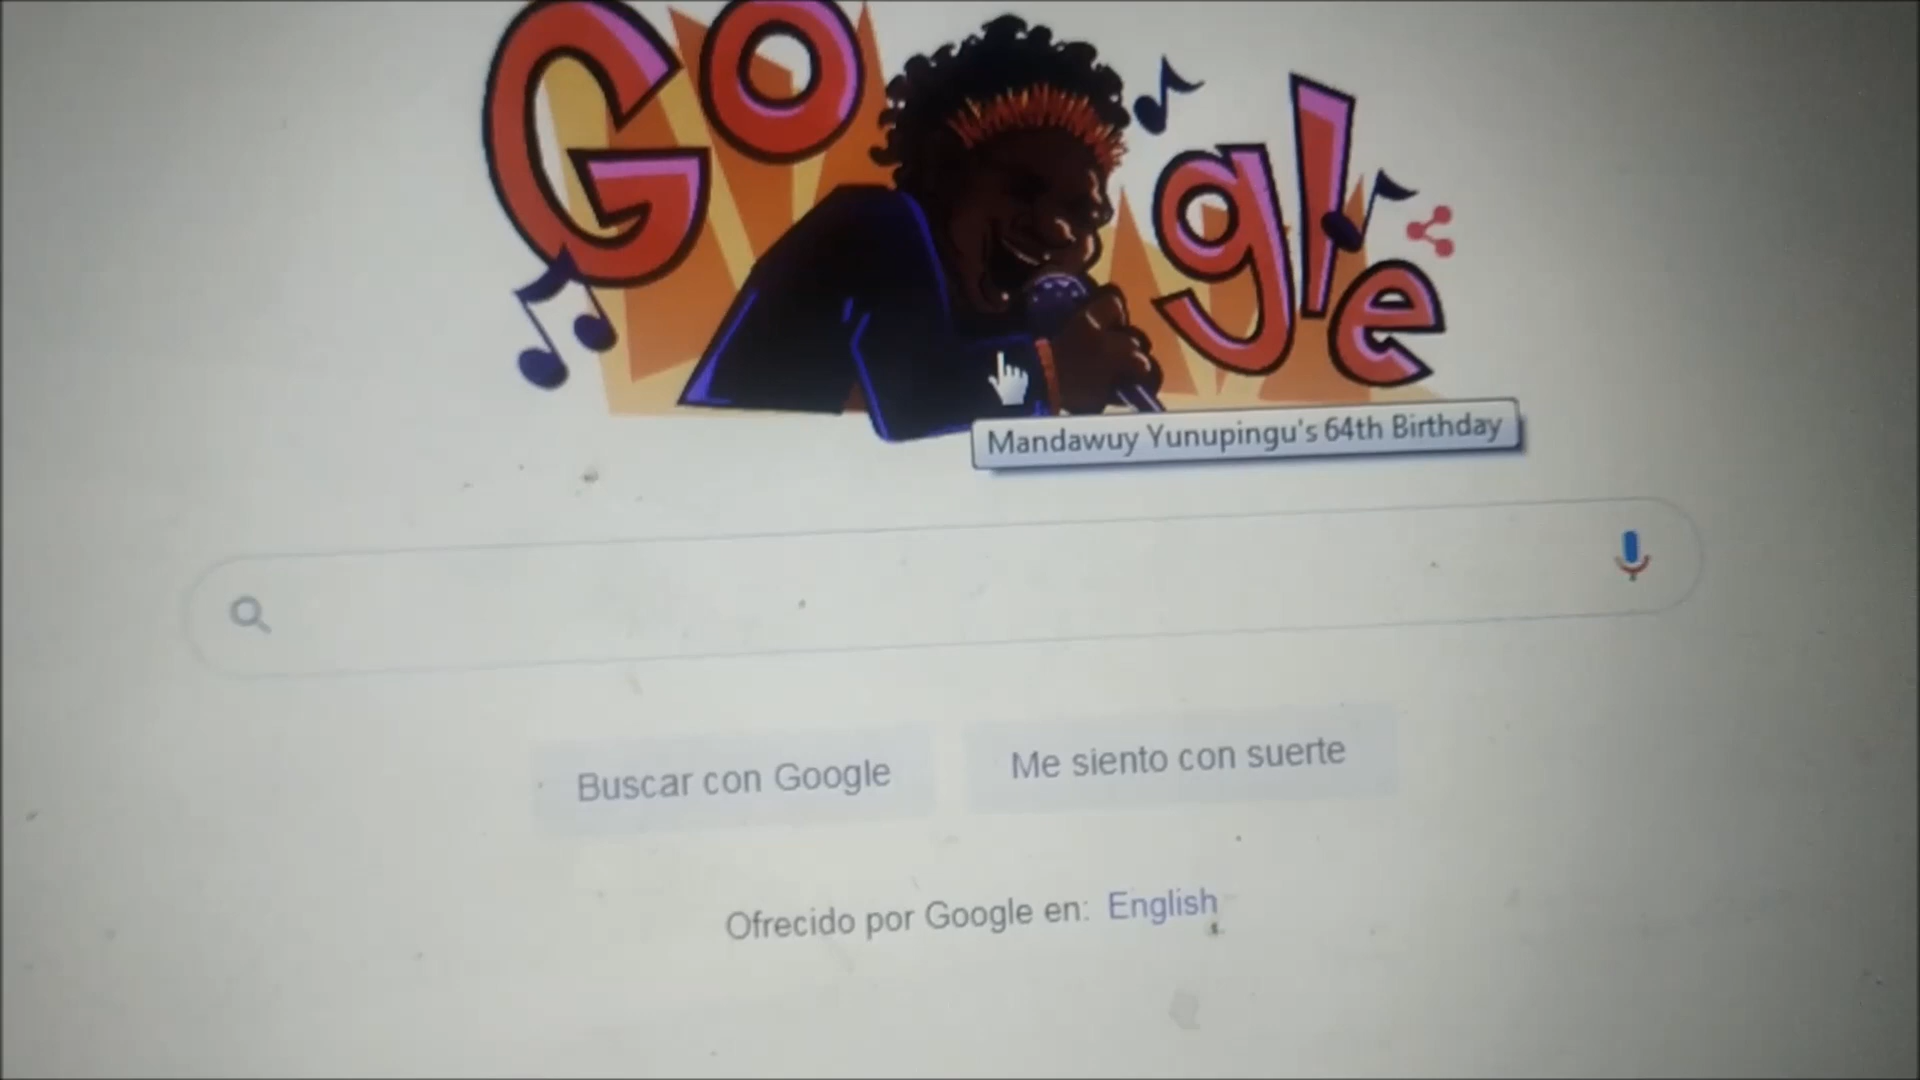 Google
Mandawuy Yunupingu's 64th Birthday
Buscar con Google
Me siento con suerte
Ofrecido por Google en: English